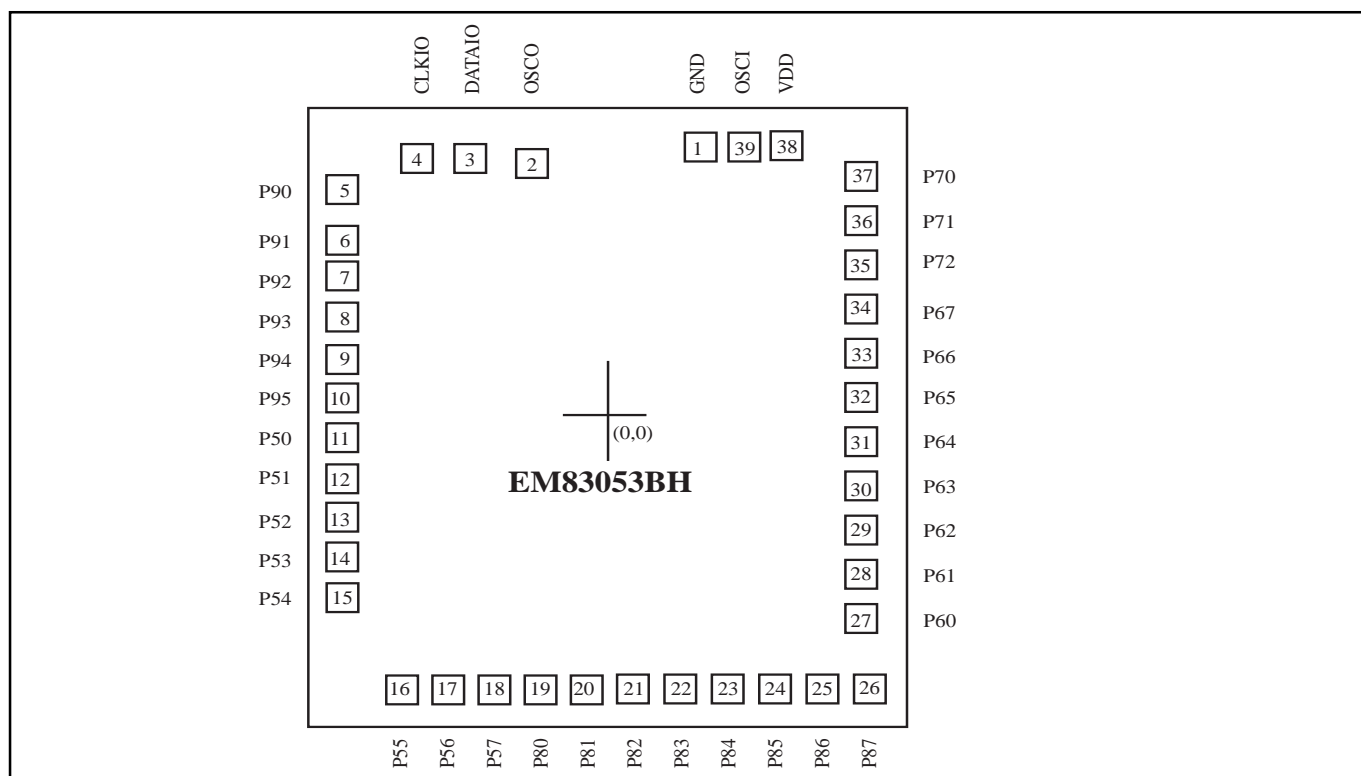 CLKIO
DATAIO
OSCO
GND
OSCI
VDD
4
3
2
1
39
38
P90
5
37
P70
P91
6
36
P71
P92
7
35
P72
P93
8
34
P67
P94
9
33
P66
P95
10
32
P65
P50
11
31
P64
(0,0)
EM83053BH
P51
12
30
P63
P52
13
29
P62
P53
14
28
P61
P54
15
27
P60
16
17
18
19
20
21
22
23
24
25
26
P55
P56
P57
P80
P81
P82
P83
P84
P85
P86
P87